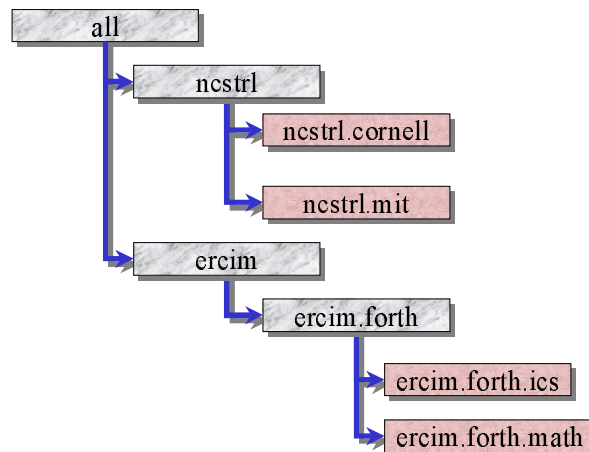 all
ncstrl
ncstrl.cornell
ncstrl.mit
ercim
ercim.forth
ercim.forth.ics
ercim.forth.math